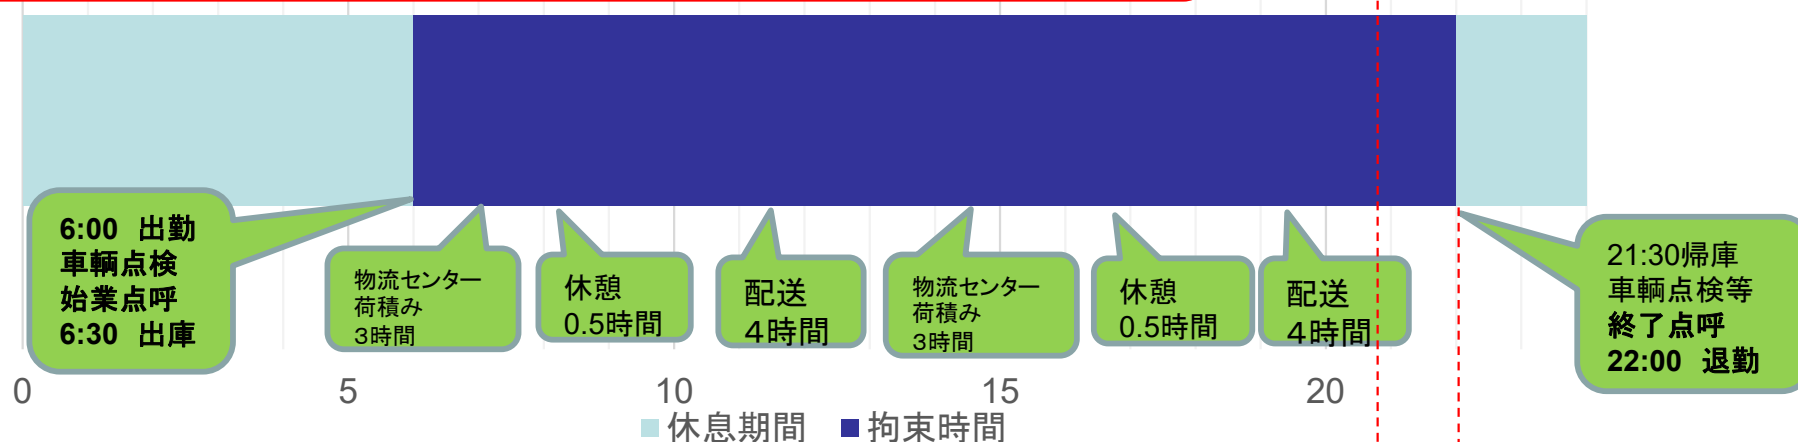 6:00 出勤
車輌点検
始業点呼
6:30 出庫
物流センター
荷積み
3時間
休憩
0.5時間
配送
４時間
物流センター
荷積み
3時間
休憩
0.5時間
配送
４時間
21:30帰庫
車輌点検等
終了点呼
22:00 退勤
0 5 10 15 20
休息期間 拘束時間